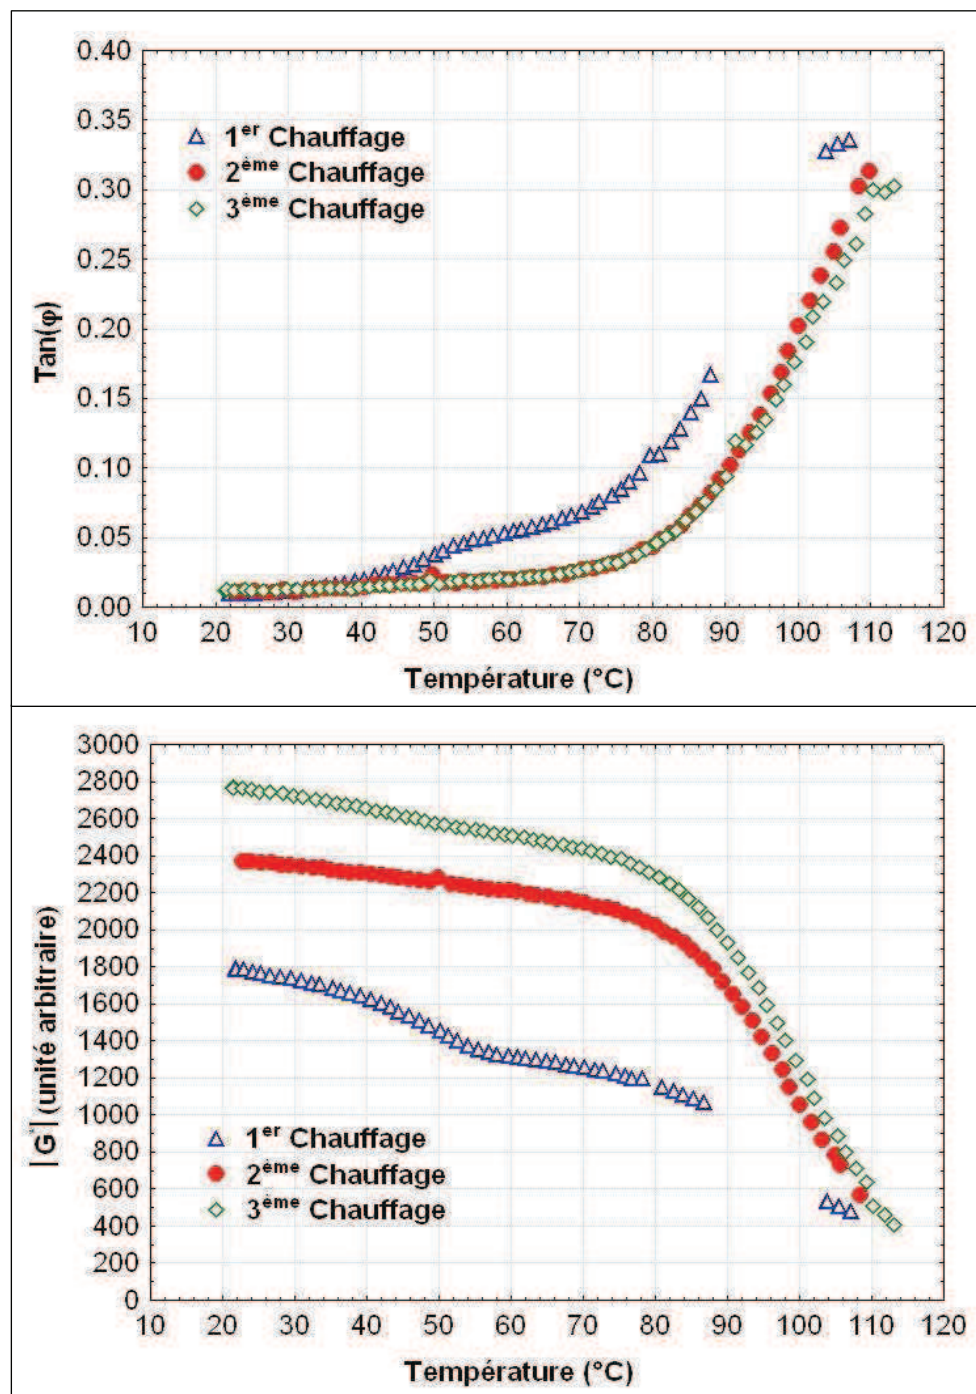 0.40
0.35
0.30
0.25
0.20
0.15
0.10
0.05
0.00
Tan(φ)
1er Chauffage
2ème Chauffage
3ème Chauffage
10 20 30 40 50 60 70 80 90 100 110 120
Température (°C)
3000
2800
2600
2400
2200
2000
1800
1600
1400
1200
1000
800
600
400
200
0
|G*| (unité arbitraire)
1er Chauffage
2ème Chauffage
3ème Chauffage
10 20 30 40 50 60 70 80 90 100 110 120
Température (°C)